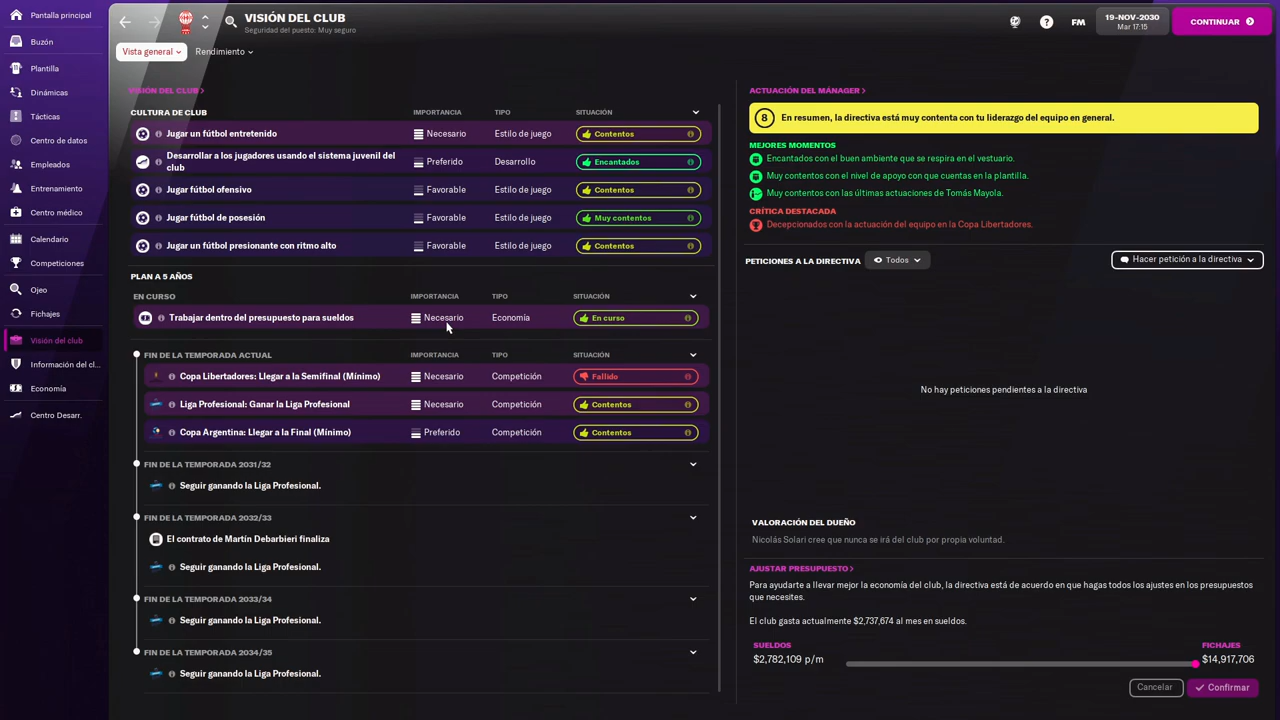 Pantalla principal
Buzón
Plantilla
Dinámicas
Tácticas
Centro de datos
Empleados
Entrenamiento
Centro médico
Calendario
Competiciones
Ojeo
Fichajes
Visión del club
Información del cl...
Economía
Centro Desarr.
VISIÓN DEL CLUB
Seguridad del puesto: Muy seguro
?
FM
19-NOV-2030
Mar 17:15
CONTINUAR
Vista general
Rendimiento
VISIÓN DEL CLUB >
CULTURA DE CLUB IMPORTANCIA TIPO SITUACIÓN
Jugar un fútbol entretenido Necesario Estilo de juego Contentos
Desarrollar a los jugadores usando el sistema juvenil del
club Preferido Desarrollo Encantados
Jugar fútbol ofensivo Favorable Estilo de juego Contentos
Jugar fútbol de posesión Favorable Estilo de juego Muy contentos
Jugar un fútbol presionante con ritmo alto Favorable Estilo de juego Contentos
PLAN A 5 AÑOS
EN CURSO IMPORTANCIA TIPO SITUACIÓN
Trabajar dentro del presupuesto para sueldos Necesario Economía En curso
FIN DE LA TEMPORADA ACTUAL IMPORTANCIA TIPO SITUACIÓN
Copa Libertadores: Llegar a la Semifinal (Mínimo) Necesario Competición Fallido
Liga Profesional: Ganar la Liga Profesional Necesario Competición Contentos
Copa Argentina: Llegar a la Final (Mínimo) Preferido Competición Contentos
FIN DE LA TEMPORADA 2031/32
Seguir ganando la Liga Profesional.
FIN DE LA TEMPORADA 2032/33
El contrato de Martín Debarbieri finaliza
Seguir ganando la Liga Profesional.
FIN DE LA TEMPORADA 2033/34
Seguir ganando la Liga Profesional.
FIN DE LA TEMPORADA 2034/35
Seguir ganando la Liga Profesional.
ACTUACIÓN DEL MÁNAGER >
8 En resumen, la directiva está muy contenta con tu liderazgo del equipo en general.
MEJORES MOMENTOS
Encantados con el buen ambiente que se respira en el vestuario.
Muy contentos con el nivel de apoyo con que cuentas en la plantilla.
Muy contentos con las últimas actuaciones de Tomás Mayola.
CRÍTICA DESTACADA
Decepcionados con la actuación del equipo en la Copa Libertadores.
PETICIONES A LA DIRECTIVA Todos Hacer petición a la directiva
No hay peticiones pendientes a la directiva
VALORACIÓN DEL DUEÑO
Nicolás Solari cree que nunca se irá del club por propia voluntad.
AJUSTAR PRESUPUESTO >
Para ayudarte a llevar mejor la economía del club, la directiva está de acuerdo en que hagas todos los ajustes en los presupuestos
que necesites.
El club gasta actualmente $2,737,674 al mes en sueldos.
SUELDOS FICHAJES
$2,782,109 p/m $14,917,706
Cancelar Confirmar